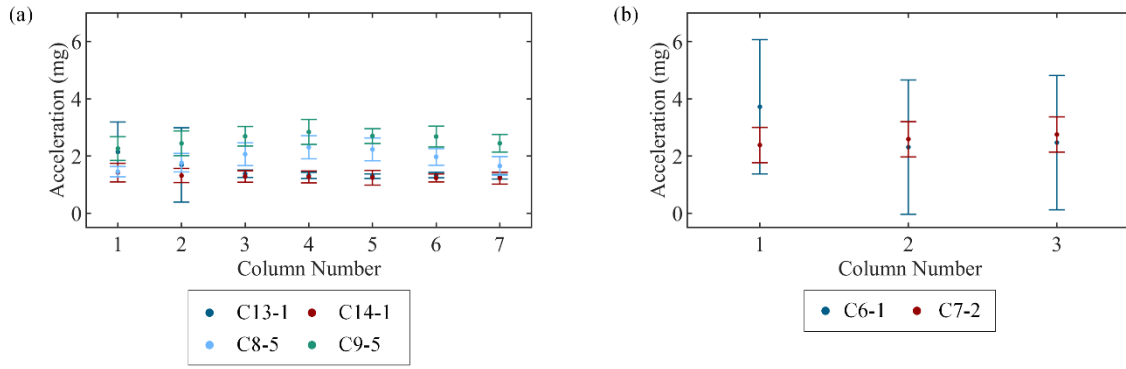 (a)
Acceleration (mg)
6
4
2
0
1 2 3 4 5 6 7
Column Number
C13-1 C14-1
C8-5 C9-5
(b)
Acceleration (mg)
6
4
2
0
1 2 3
Column Number
C6-1 C7-2